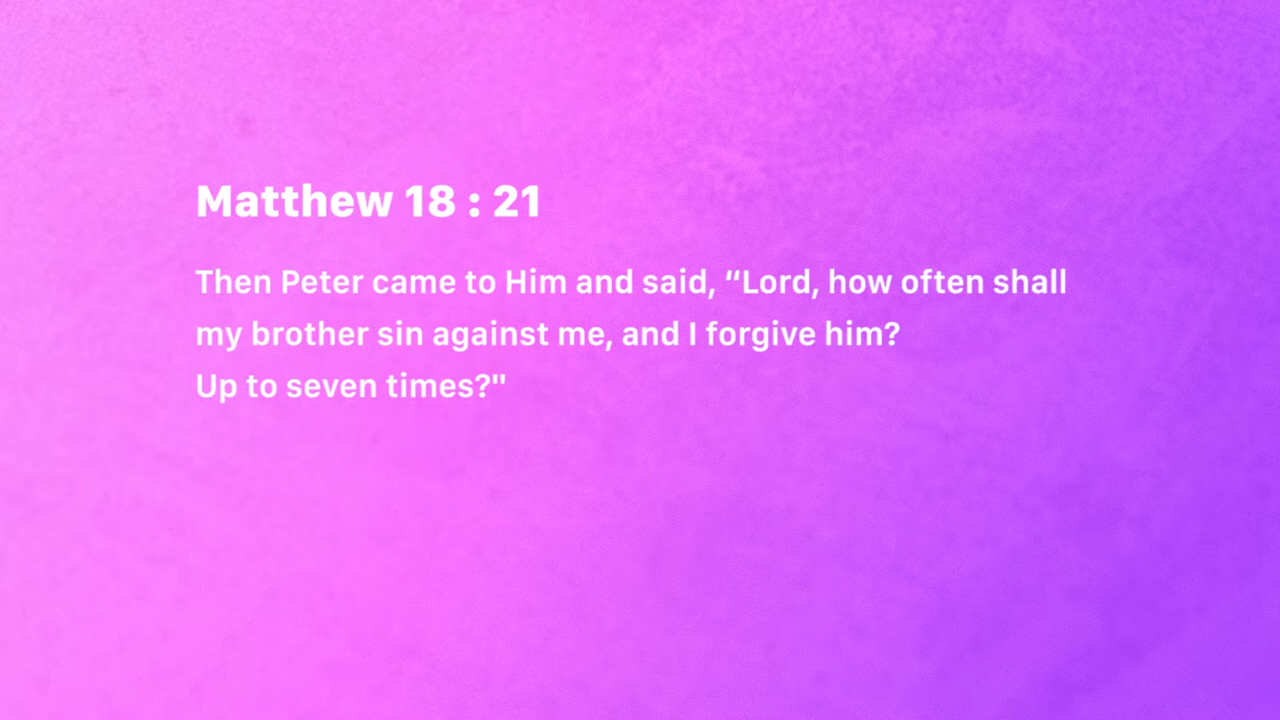 Matthew 18 : 21
Then Peter came to Him and said, “Lord, how often shall
my brother sin against me, and I forgive him?
Up to seven times?"